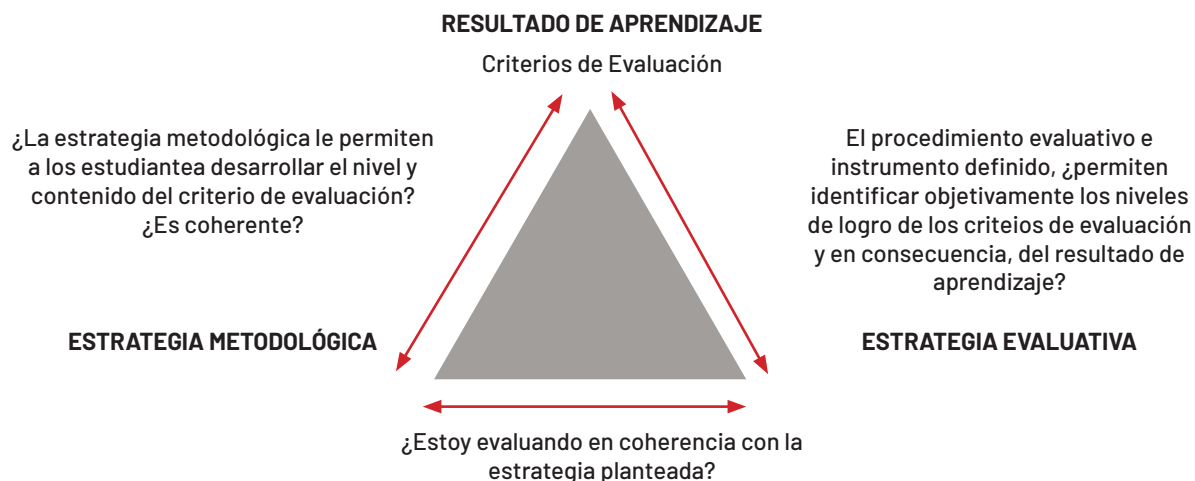 RESULTADO DE APRENDIZAJE
Criterios de Evaluación
¿La estrategia metodológica le permiten
a los estudiantea desarrollar el nivel y
contenido del criterio de evaluación?
¿Es coherente?
El procedimiento evaluativo e
instrumento definido, ¿permiten
identificar objetivamente los niveles
de logro de los criteios de evaluación
y en consecuencia, del resultado de
aprendizaje?
ESTRATEGIA METODOLÓGICA
ESTRATEGIA EVALUATIVA
¿Estoy evaluando en coherencia con la
estrategia planteada?